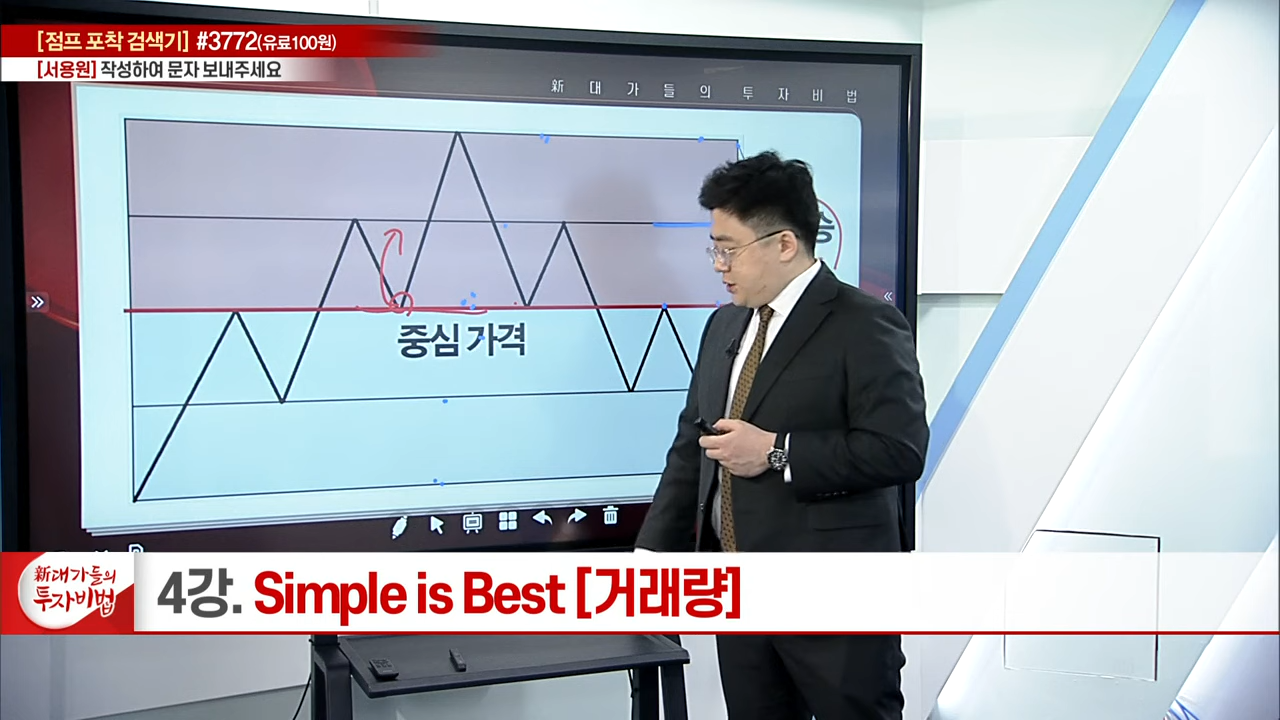 [점프 포착 검색기] #3772(유료100원)
[서용원] 작성하여 문자 보내주세요
新 대 가 들 의 투 자 비 법
승
중심 가격
新대가들의
투자비법
4강. Simple is Best [거래량]